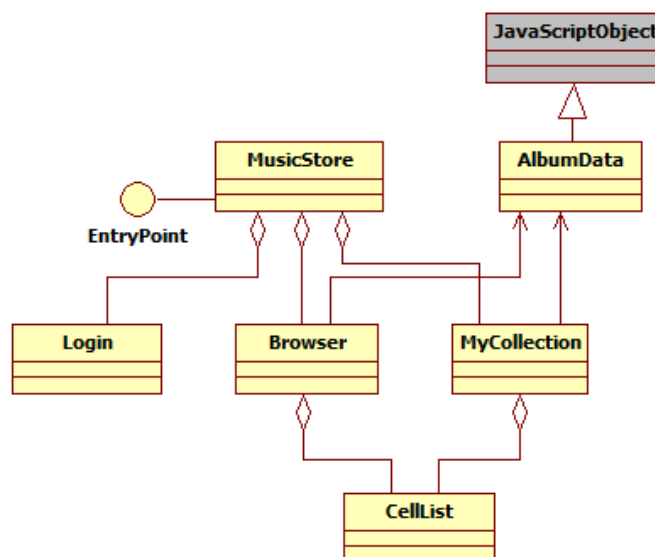 JavaScriptObject
MusicStore
AlbumData
EntryPoint
Login
Browser
MyCollection
CellList